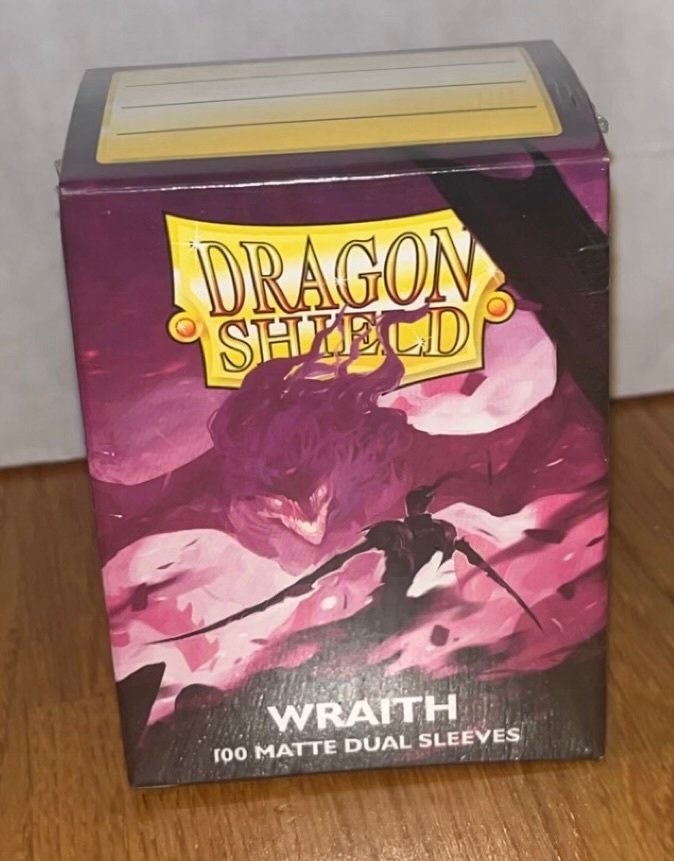 DRAGON
SHIELD
WRAITH
100 MATTE DUAL SLEEVES